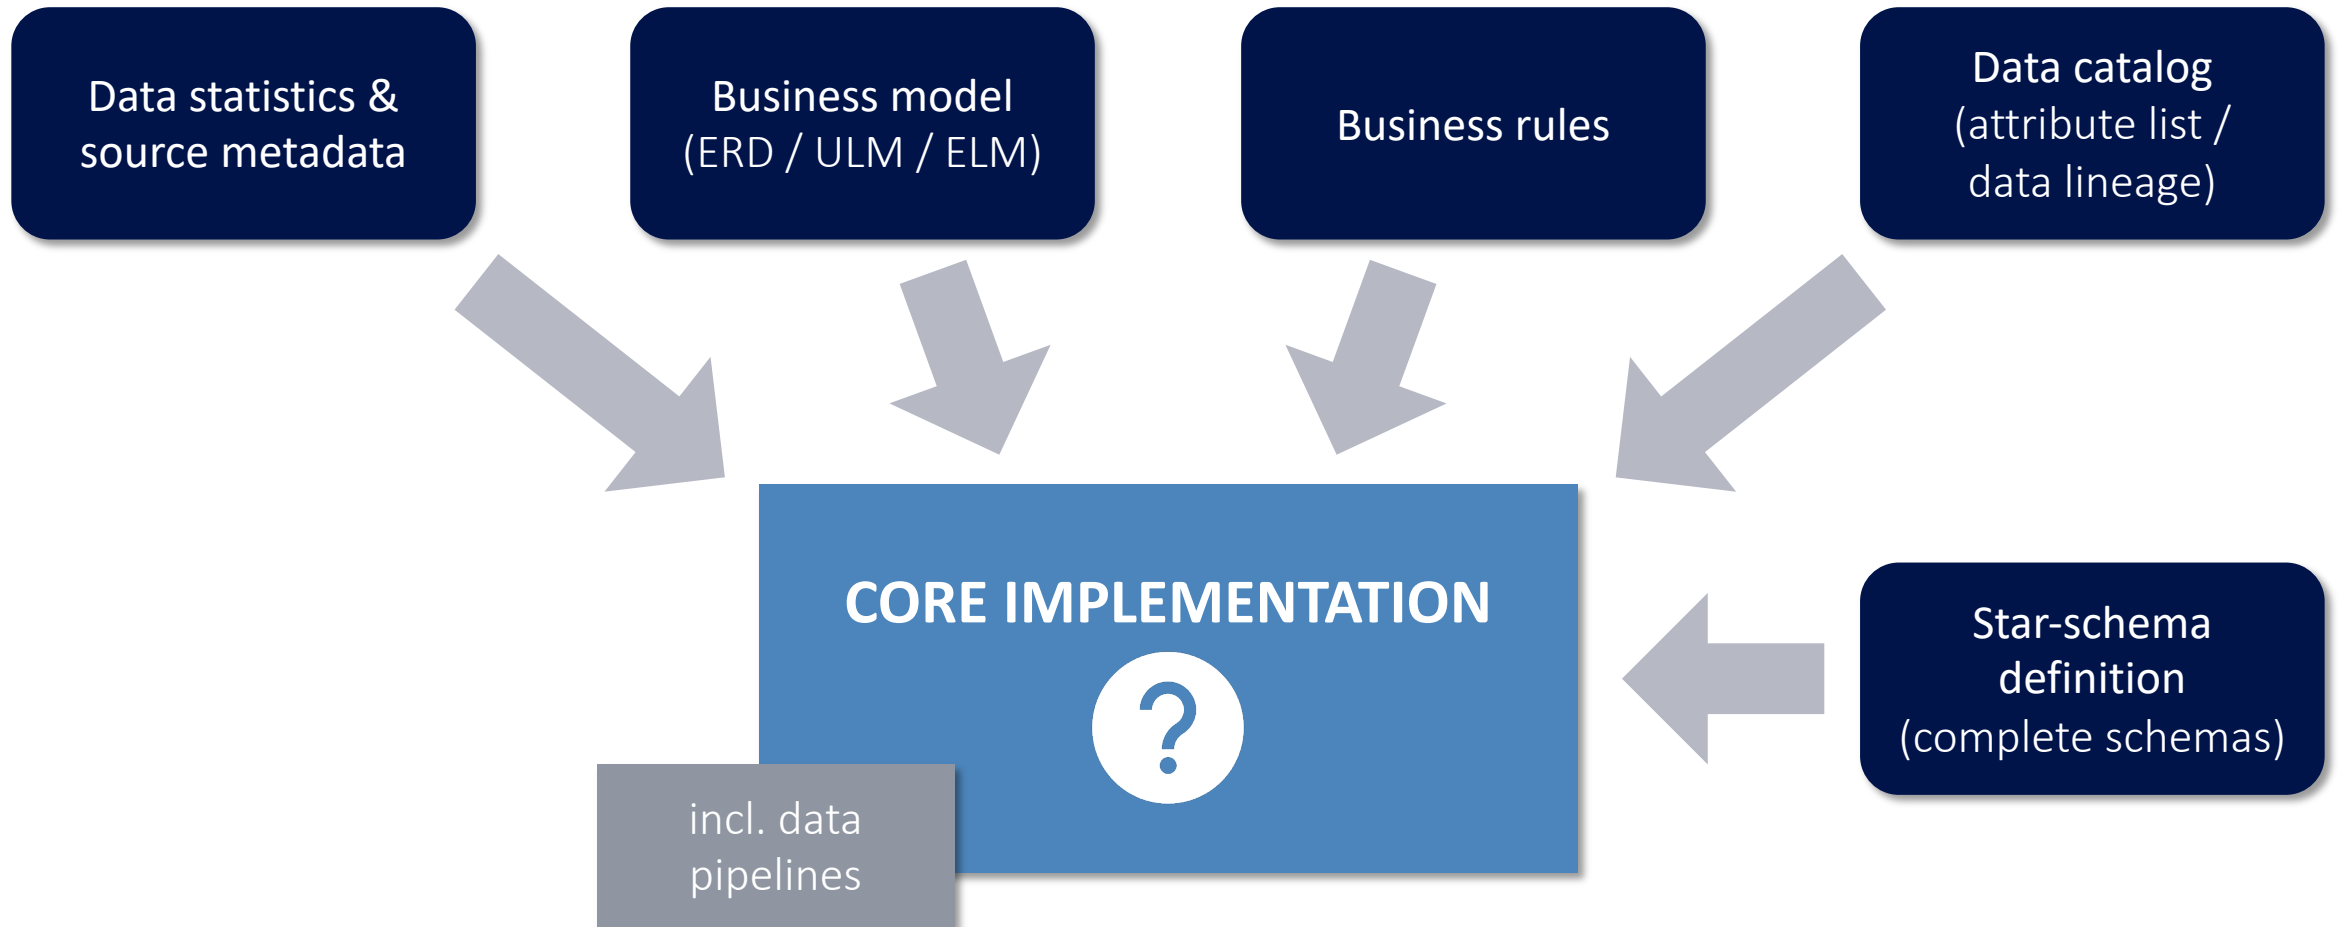 Data statistics &
source metadata
Business model
(ERD / ULM / ELM)
Business rules
Data catalog
(attribute list /
data lineage)
CORE IMPLEMENTATION
?
Star-schema
definition
(complete schemas)
incl. data
pipelines